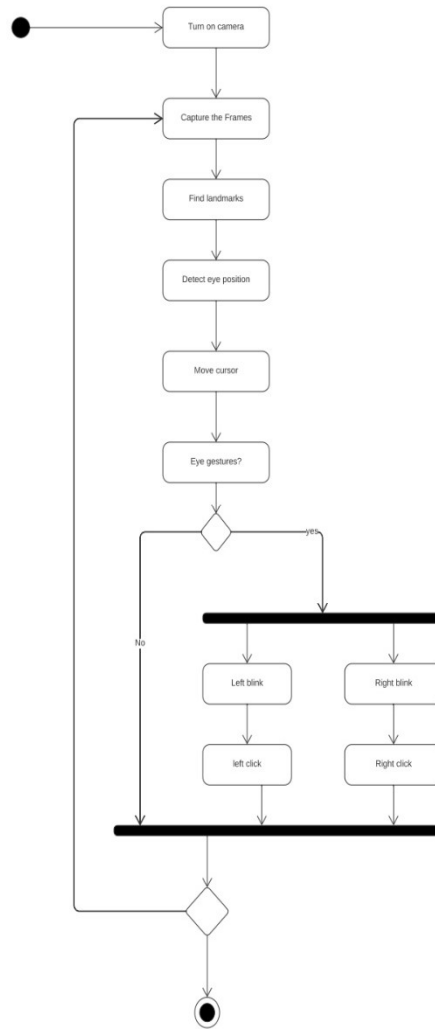 Turn on camera
Capture the Frames
Find landmarks
Detect eye position
Move cursor
Eye gestures?
yes
No
Left blink
Right blink
left click
Right click